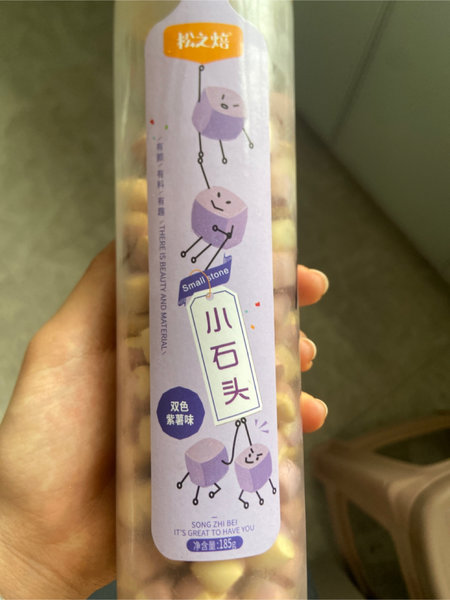 松之焙
/有颜/有料/有趣/THERE IS BEAUTY AND MATERIAL\
Small stone
小石头
双色
紫薯味
SONG ZHI BEI
IT'S GREAT TO HAVE YOU
净含量:185g